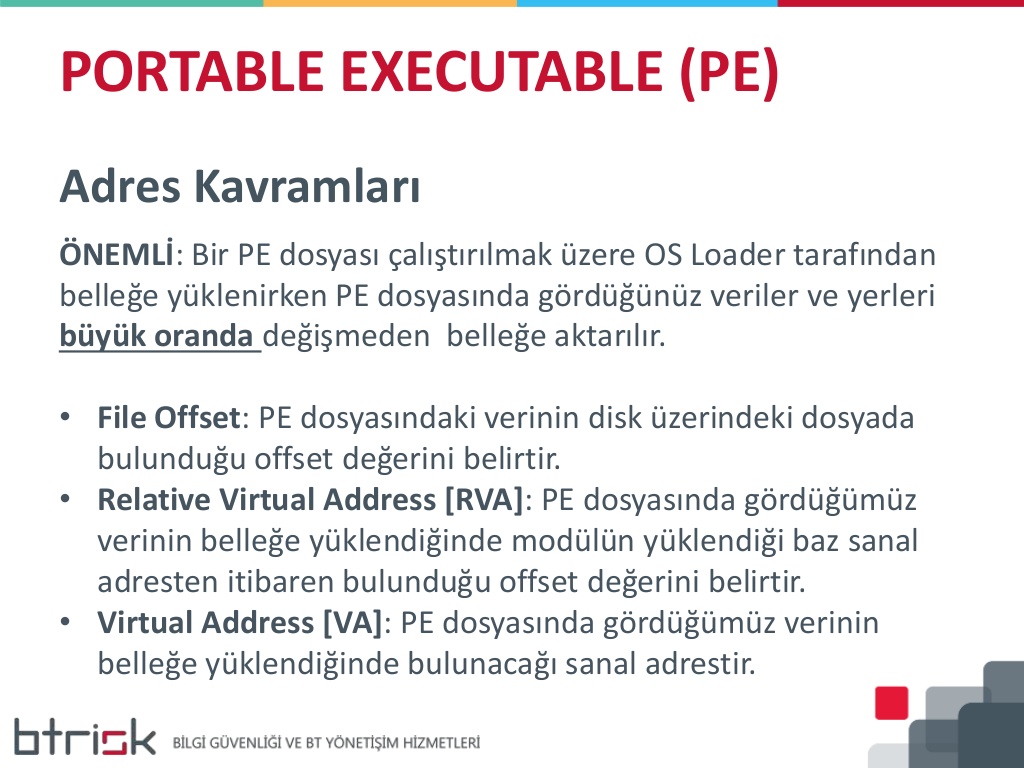 PORTABLE EXECUTABLE (PE)
Adres Kavramları
ÖNEMLİ: Bir PE dosyası çalıştırılmak üzere OS Loader tarafından
belleğe yüklenirken PE dosyasında gördüğünüz veriler ve yerleri
büyük oranda değişmeden  belleğe aktarılır.
• File Offset: PE dosyasındaki verinin disk üzerindeki dosyada
bulunduğu offset değerini belirtir.
• Relative Virtual Address [RVA]: PE dosyasında gördüğümüz
verinin belleğe yüklendiğinde modülün yüklendiği baz sanal
adresten itibaren bulunduğu offset değerini belirtir.
• Virtual Address [VA]: PE dosyasında gördüğümüz verinin
belleğe yüklendiğinde bulunacağı sanal adrestir.
btrisk BİLGİ GÜVENLİĞİ VE BT YÖNETİŞİM HİZMETLERİ